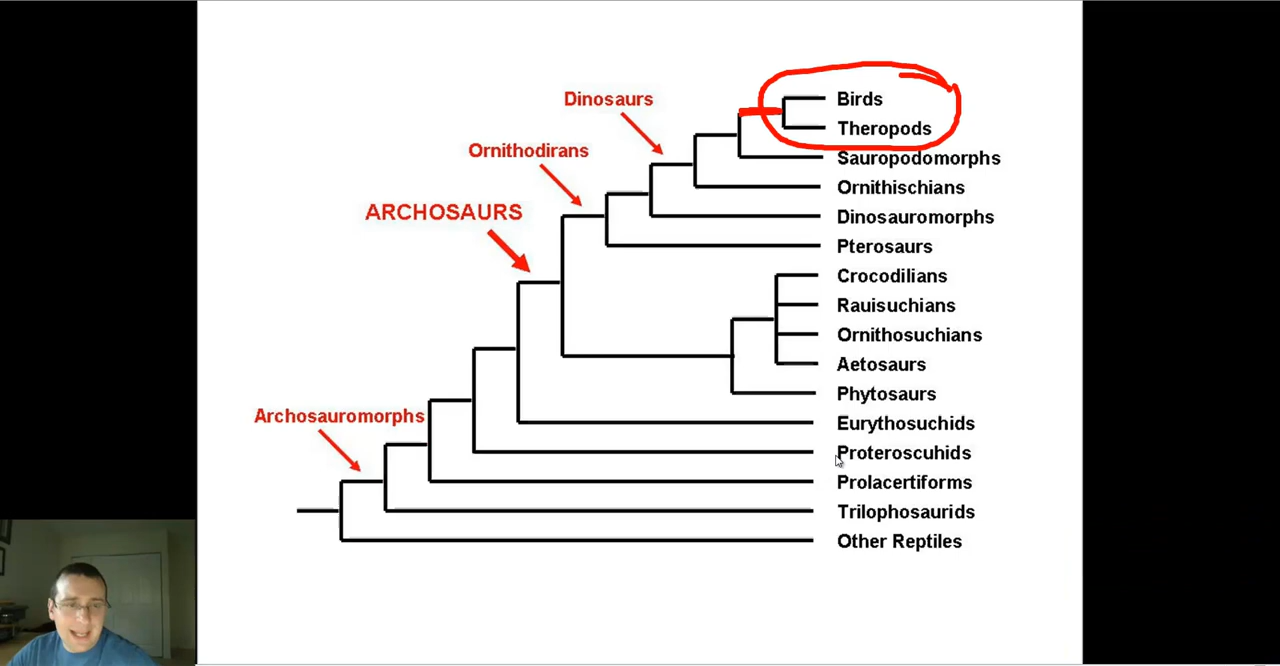 Dinosaurs
Ornithodirans
ARCHOSAURS
Archosauromorphs
Birds
Theropods
Sauropodomorphs
Ornithischians
Dinosauromorphs
Pterosaurs
Crocodilians
Rauisuchians
Ornithosuchians
Aetosaurs
Phytosaurs
Eurythosuchids
Proteroscuhids
Prolacertiforms
Trilophosaurids
Other Reptiles